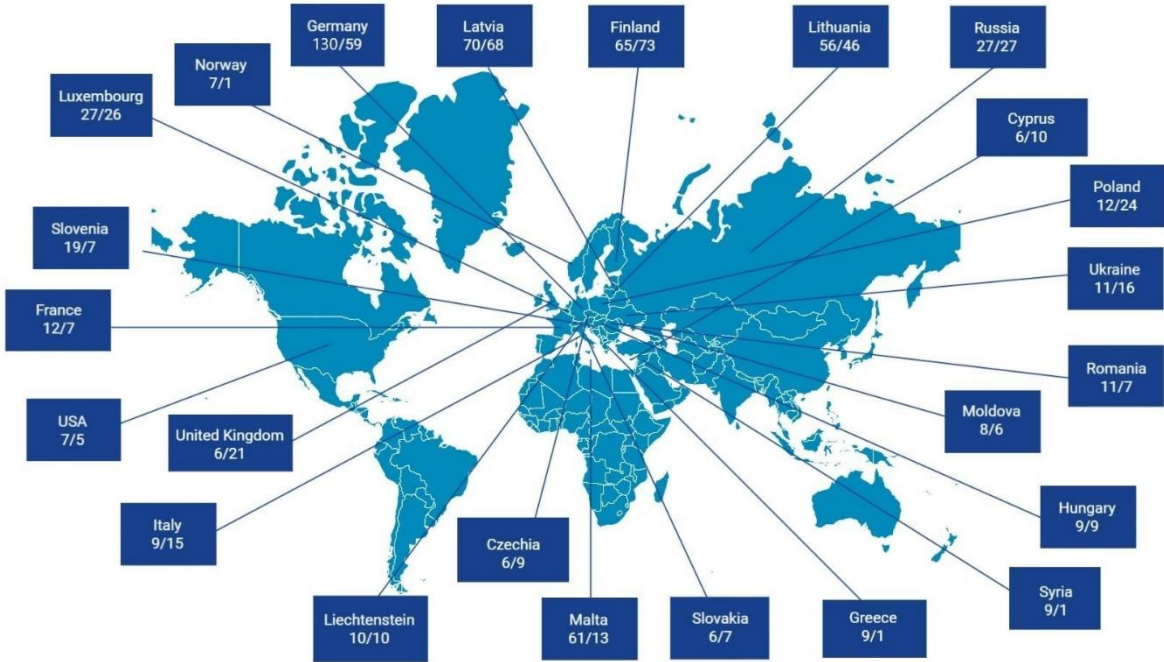 Germany
130/59
Latvia
70/68
Finland
65/73
Lithuania
56/46
Russia
27/27
Norway
7/1
Luxembourg
27/26
Cyprus
6/10
Poland
12/24
Slovenia
19/7
Ukraine
11/16
France
12/7
Romania
11/7
USA
7/5
United Kingdom
6/21
Moldova
8/6
Italy
9/15
Czechia
6/9
Hungary
9/9
Liechtenstein
10/10
Malta
61/13
Slovakia
6/7
Greece
9/1
Syria
9/1